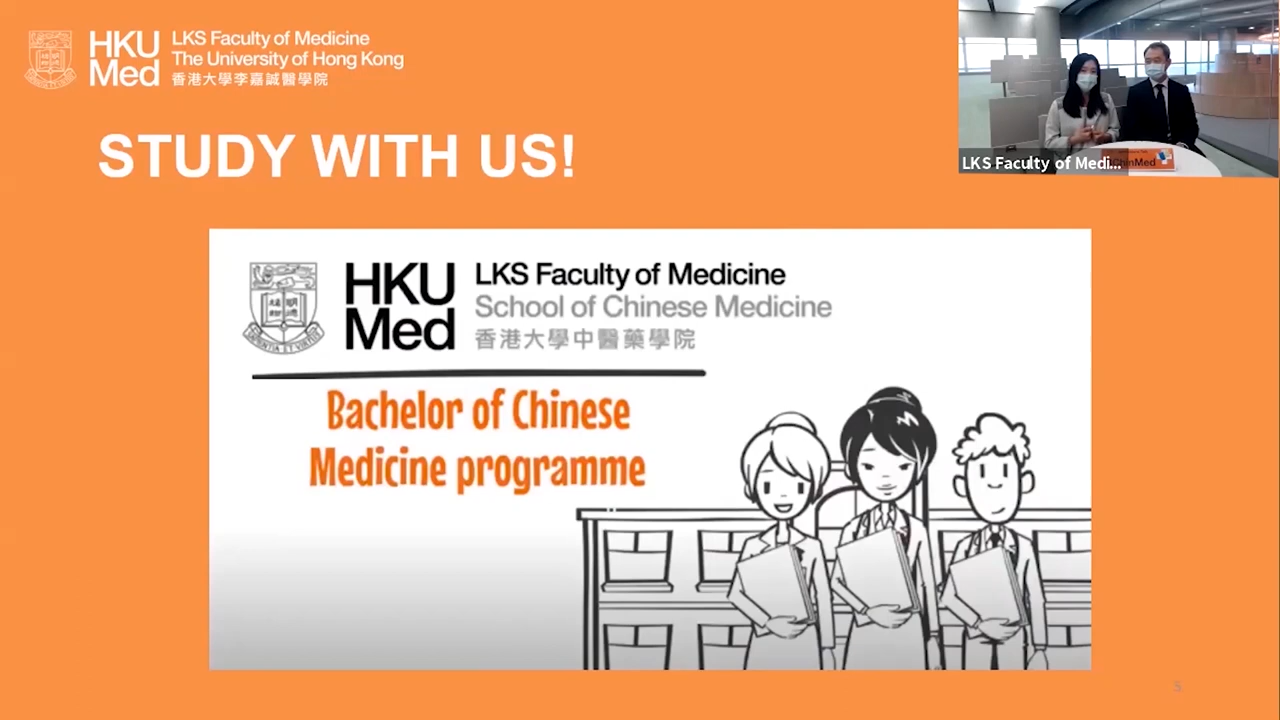 HKU
Med
LKS Faculty of Medicine
The University of Hong Kong
香港大學李嘉誠醫學院
STUDY WITH US!
LKS Faculty of Medi...
ChinMed
HKU
Med
LKS Faculty of Medicine
School of Chinese Medicine
香港大學中醫藥學院
Bachelor of Chinese
Medicine programme
5